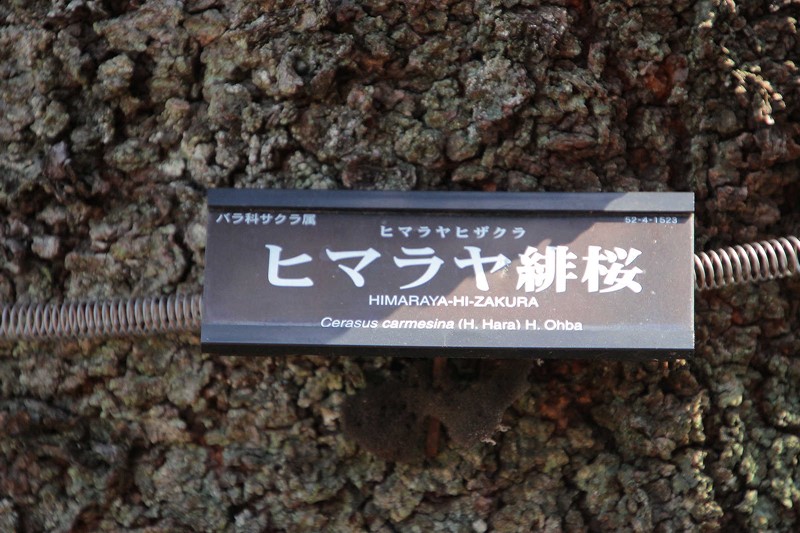 バラ科サクラ属 52-4-1523
ヒマラヤヒザクラ
ヒマラヤ緋桜
HIMARAYA-HI-ZAKURA
Cerasus carmesina (H. Hara) H. Ohba